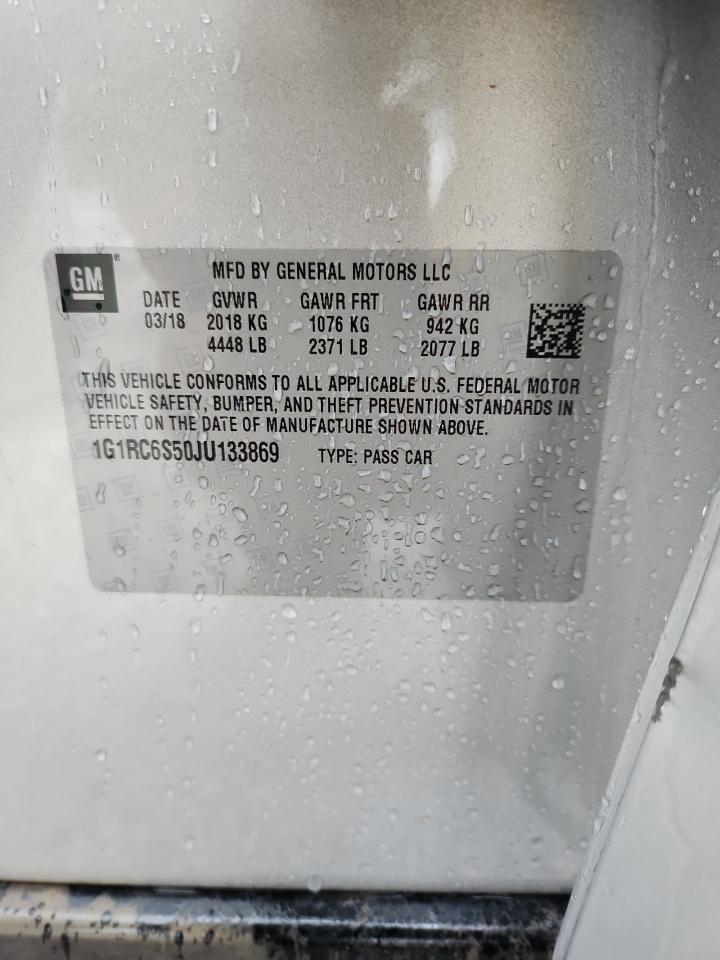 GM®
MFD BY GENERAL MOTORS LLC
DATE GVWR GAWR FRT GAWR RR
03/18 2018 KG 1076 KG 942 KG
4448 LB 2371 LB 2077 LB
THIS VEHICLE CONFORMS TO ALL APPLICABLE U.S. FEDERAL MOTOR
VEHICLE SAFETY, BUMPER, AND THEFT PREVENTION STANDARDS IN
EFFECT ON THE DATE OF MANUFACTURE SHOWN ABOVE.
1G1RC6S50JU133869 TYPE: PASS CAR